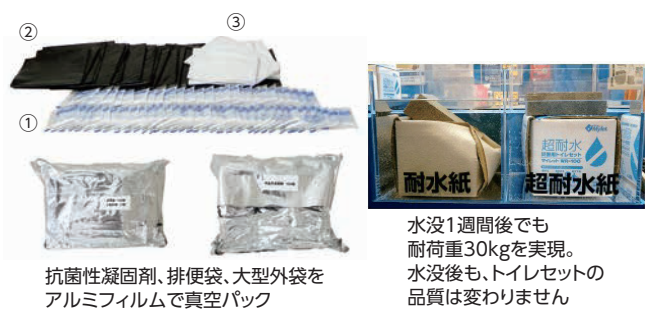 ②
③
①
抗菌性凝固剤、排便袋、大型外袋を
アルミフィルムで真空パック
超耐水
耐水紙
超耐水紙
水没1週間後でも
耐荷重30kgを実現。
水没後も、トイレセットの
品質は変わりません